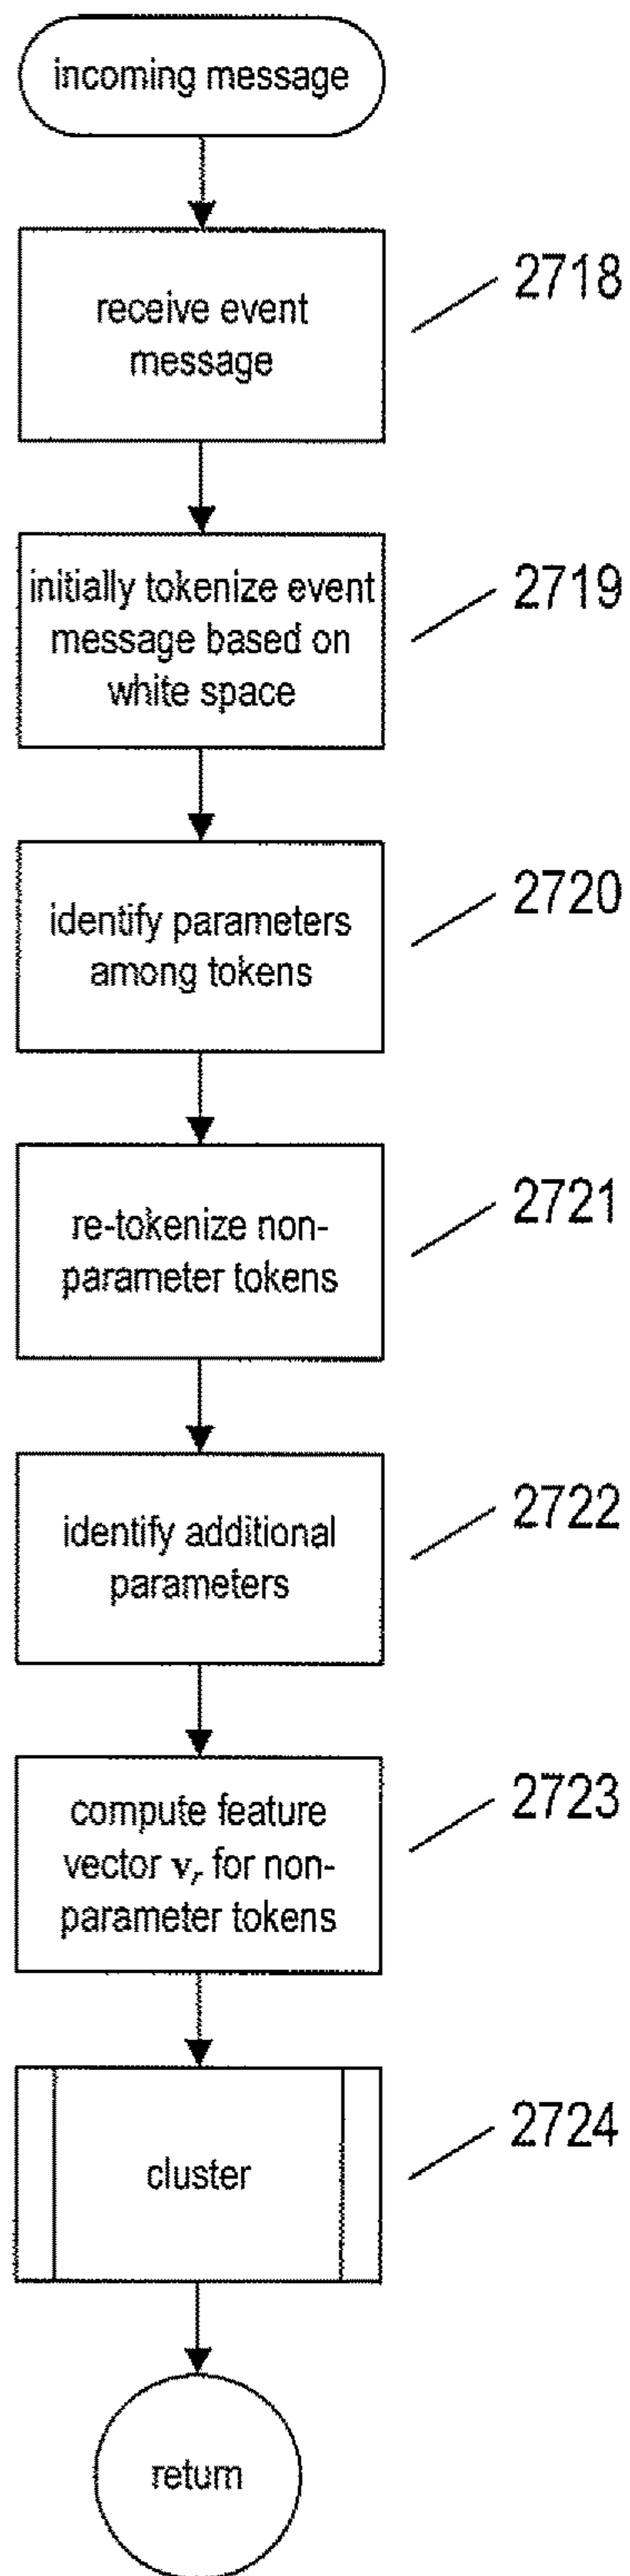 incoming message
receive event
message
2718
initially tokenize event
message based on
white space
2719
identify parameters
among tokens
2720
re-tokenize non-
parameter tokens
2721
identify additional
parameters
2722
compute feature
vector vᵣ for non-
parameter tokens
2723
cluster
2724
return